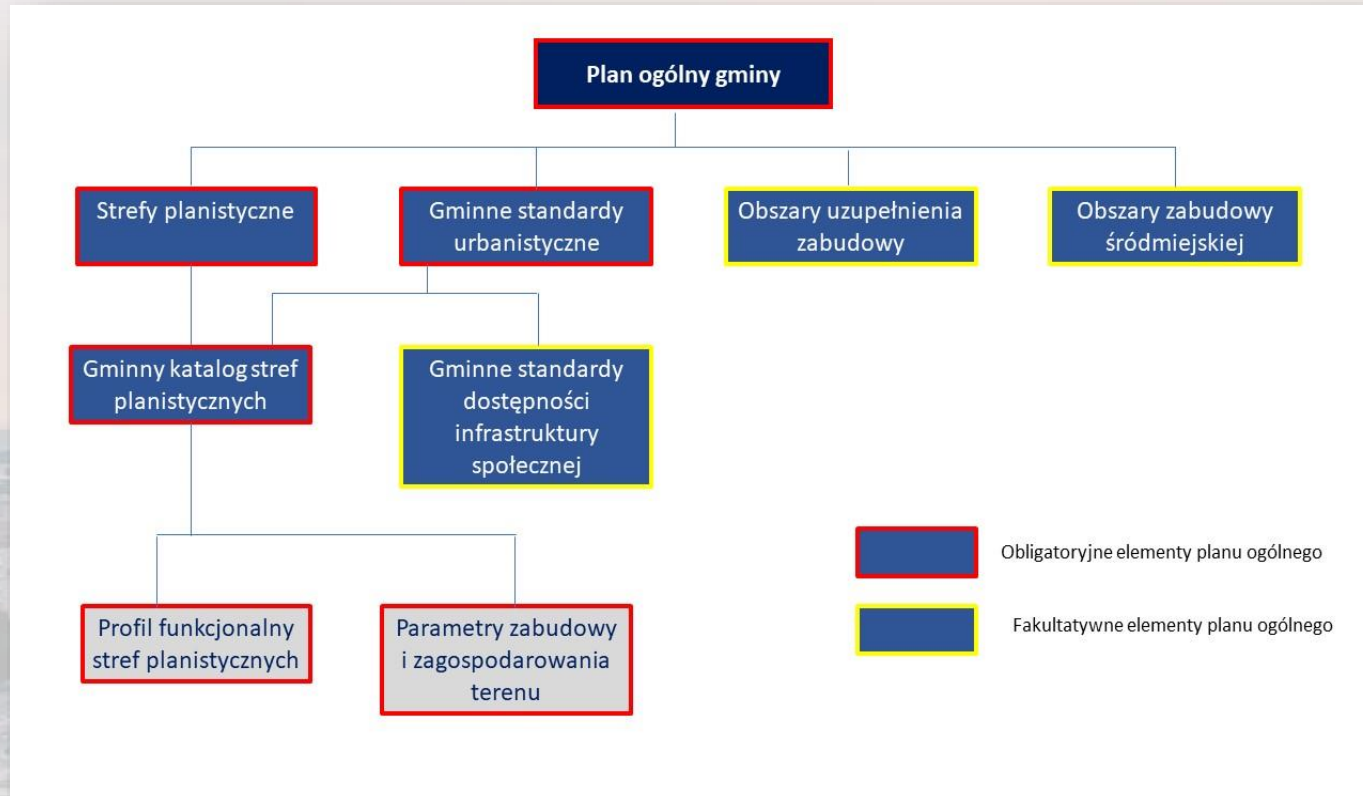 Plan ogólny gminy
Strefy planistyczne
Gminne standardy
urbanistyczne
Obszary uzupełnienia
zabudowy
Obszary zabudowy
śródmiejskiej
Gminny katalog stref
planistycznych
Gminne standardy
dostępności
infrastruktury
społecznej
Obligatoryjne elementy planu ogólnego
Fakultatywne elementy planu ogólnego
Profil funkcjonalny
stref planistycznych
Parametry zabudowy
i zagospodarowania
terenu